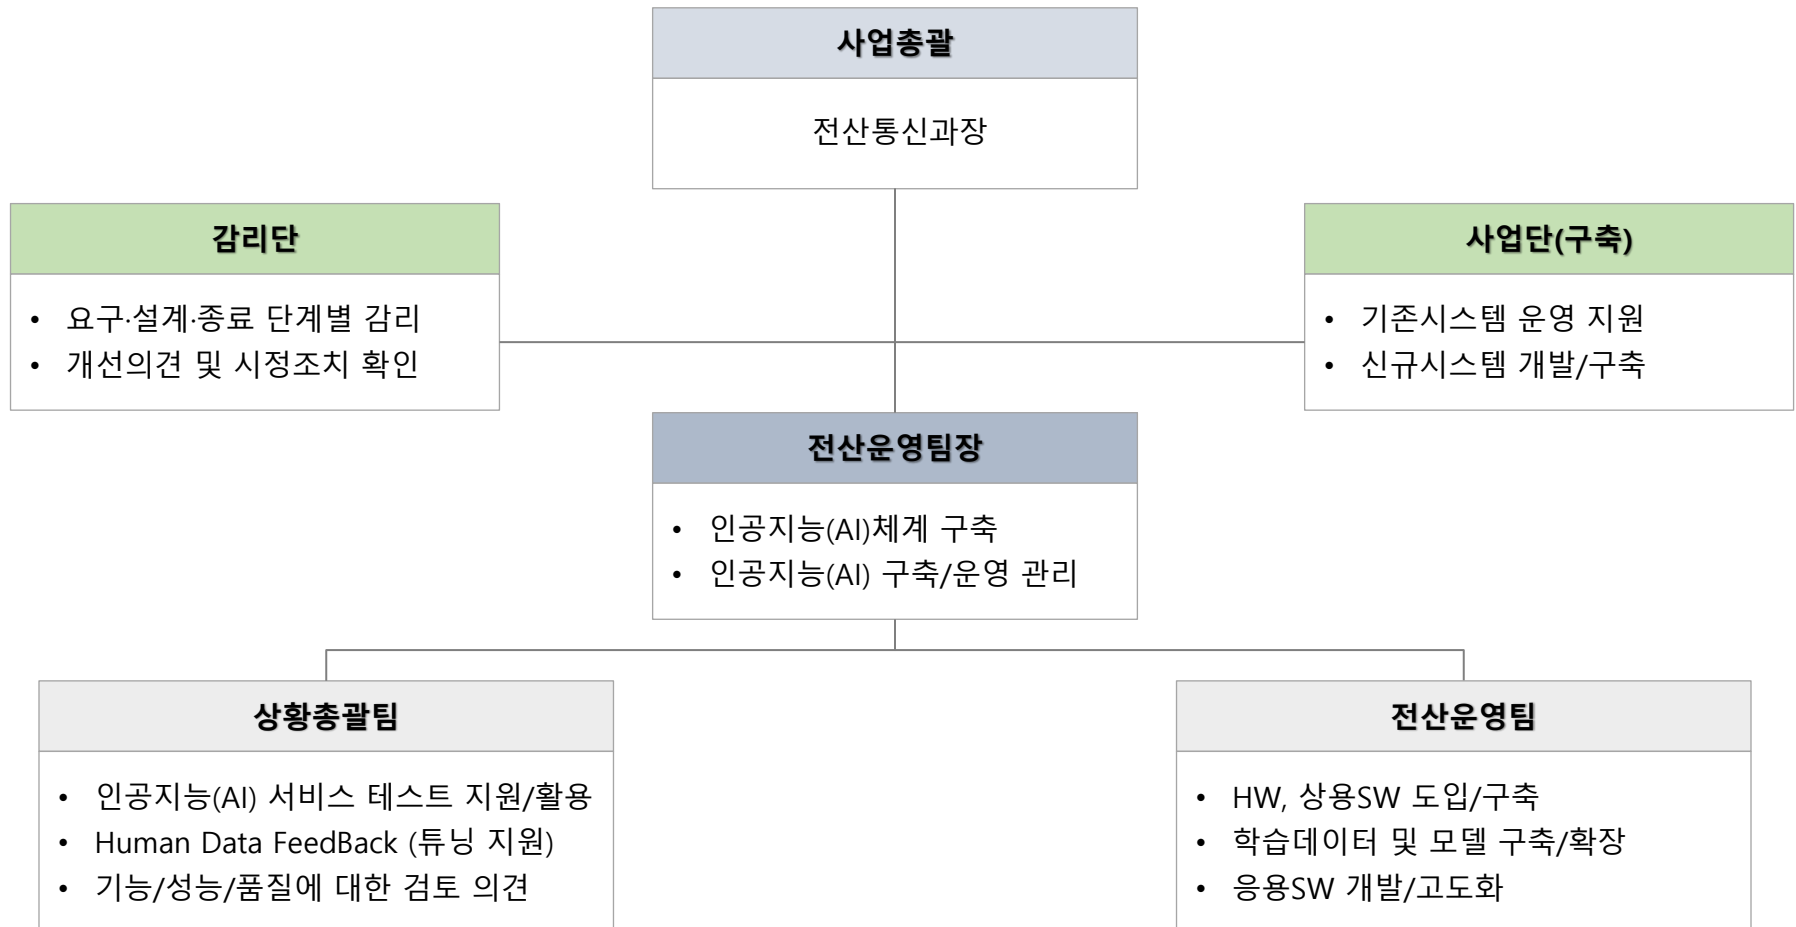 사업총괄
전산통신과장
감리단
• 요구·설계·종료 단계별 감리
• 개선의견 및 시정조치 확인
사업단(구축)
• 기존시스템 운영 지원
• 신규시스템 개발/구축
전산운영팀장
• 인공지능(AI)체계 구축
• 인공지능(AI) 구축/운영 관리
상황총괄팀
• 인공지능(AI) 서비스 테스트 지원/활용
• Human Data FeedBack (튜닝 지원)
• 기능/성능/품질에 대한 검토 의견
전산운영팀
• HW, 상용SW 도입/구축
• 학습데이터 및 모델 구축/확장
• 응용SW 개발/고도화